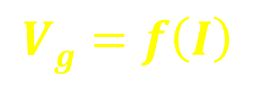 V_g = f(I)